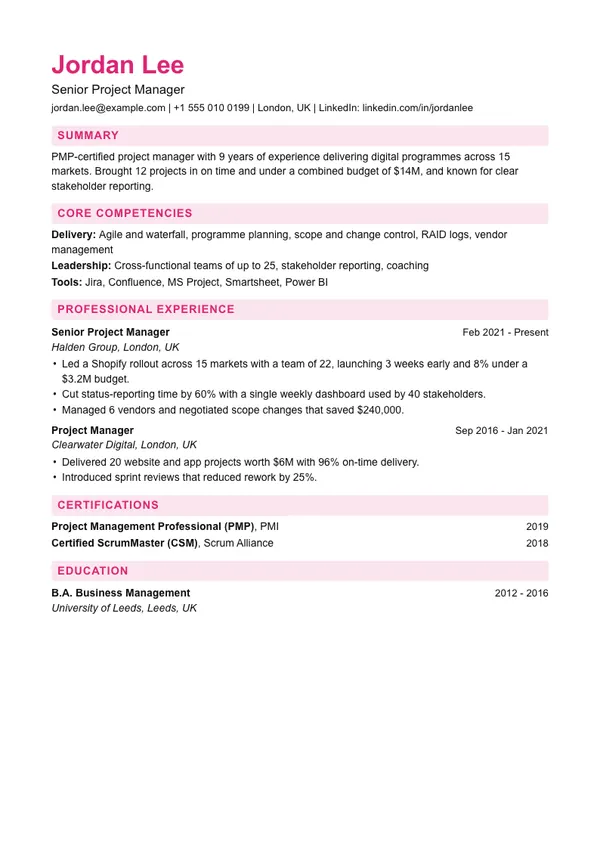 Jordan Lee
Senior Project Manager
jordan.lee@example.com | +1 555 010 0199 | London, UK | LinkedIn: linkedin.com/in/jordanlee
SUMMARY
PMP-certified project manager with 9 years of experience delivering digital programmes across 15
markets. Brought 12 projects in on time and under a combined budget of $14M, and known for clear
stakeholder reporting.
CORE COMPETENCIES
Delivery: Agile and waterfall, programme planning, scope and change control, RAID logs, vendor
management
Leadership: Cross-functional teams of up to 25, stakeholder reporting, coaching
Tools: Jira, Confluence, MS Project, Smartsheet, Power BI
PROFESSIONAL EXPERIENCE
Senior Project Manager Feb 2021 - Present
Halden Group, London, UK
• Led a Shopify rollout across 15 markets with a team of 22, launching 3 weeks early and 8% under a
$3.2M budget.
• Cut status-reporting time by 60% with a single weekly dashboard used by 40 stakeholders.
• Managed 6 vendors and negotiated scope changes that saved $240,000.
Project Manager Sep 2016 - Jan 2021
Clearwater Digital, London, UK
• Delivered 20 website and app projects worth $6M with 96% on-time delivery.
• Introduced sprint reviews that reduced rework by 25%.
CERTIFICATIONS
Project Management Professional (PMP), PMI 2019
Certified ScrumMaster (CSM), Scrum Alliance 2018
EDUCATION
B.A. Business Management 2012 - 2016
University of Leeds, Leeds, UK